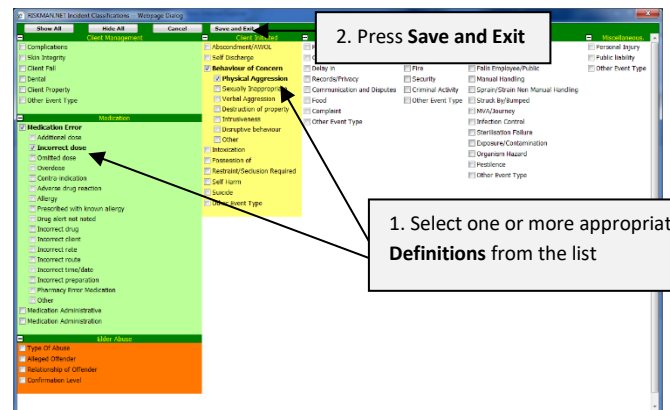 RISKMAN.NET Incident Classifications -- Webpage Dialog
Show All
Hide All
Cancel
Save and Exit
Client Management
Complications
Skin Integrity
Client Fall
Dental
Client Property
Other Event Type
Medication
Medication Error
Additional dose
Incorrect dose
Omitted dose
Overdose
Contra indication
Adverse drug reaction
Allergy
Prescribed with known allergy
Drug alert not noted
Incorrect drug
Incorrect client
Incorrect rate
Incorrect route
Incorrect time/date
Incorrect preparation
Pharmacy Error Medication
Other
Medication Administrative
Medication Administration
Elder Abuse
Type Of Abuse
Alleged Offender
Relationship of Offender
Confirmation Level
Client Initiated
Abscondment/AWOL
Self Discharge
Behaviour of Concern
Physical Aggression
Sexually Inappropriate
Verbal Aggression
Destruction of property
Intrusiveness
Disruptive behaviour
Other
Intoxication
Possession of
Restraint/Seclusion Required
Self Harm
Suicide
Other Event Type
Delay in
Records/Privacy
Communication and Disputes
Food
Complaint
Other Event Type
Fire
Security
Criminal Activity
Other Event Type
Falls Employee/Public
Manual Handling
Sprain/Strain Non Manual Handling
Struck By/Bumped
MVA/Journey
Infection Control
Sterilisation Failure
Exposure/Contamination
Organism Hazard
Pestilence
Other Event Type
Miscellaneous
Personal Injury
Public liability
Other Event Type
2. Press Save and Exit
1. Select one or more appropriat
Definitions from the list